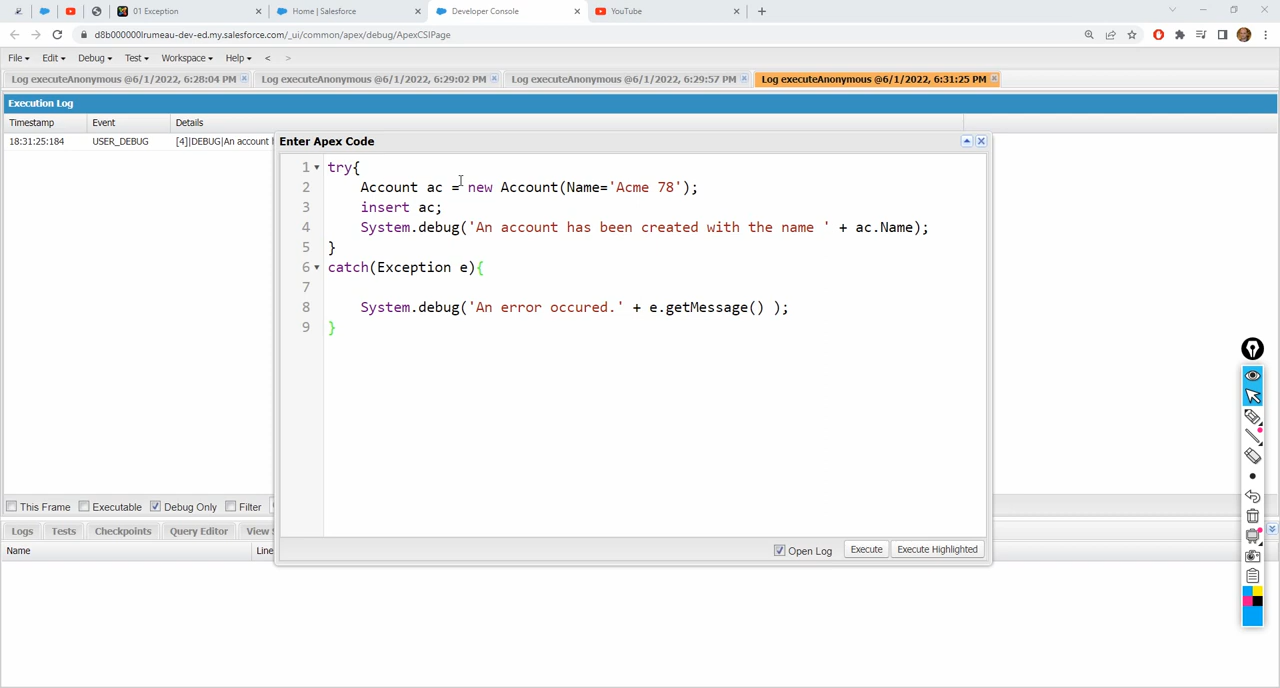 01 Exception
Home | Salesforce
Developer Console
YouTube
d8b000000lrumeau-dev-ed.my.salesforce.com/_ui/common/apex/debug/ApexCSIPage
File Edit Debug Test Workspace Help < >
Log executeAnonymous @6/1/2022, 6:28:04 PM
Log executeAnonymous @6/1/2022, 6:29:02 PM
Log executeAnonymous @6/1/2022, 6:29:57 PM
Log executeAnonymous @6/1/2022, 6:31:25 PM
Execution Log
Timestamp Event Details
18:31:25:184 USER_DEBUG [4]|DEBUG|An account
Enter Apex Code
1 try{
2 Account ac = new Account(Name='Acme 78');
3 insert ac;
4 System.debug('An account has been created with the name ' + ac.Name);
5 }
6 catch(Exception e){
7
8 System.debug('An error occured.' + e.getMessage() );
9 }
Open Log Execute Execute Highlighted
This Frame Executable Debug Only Filter
Logs Tests Checkpoints Query Editor View
Name Line